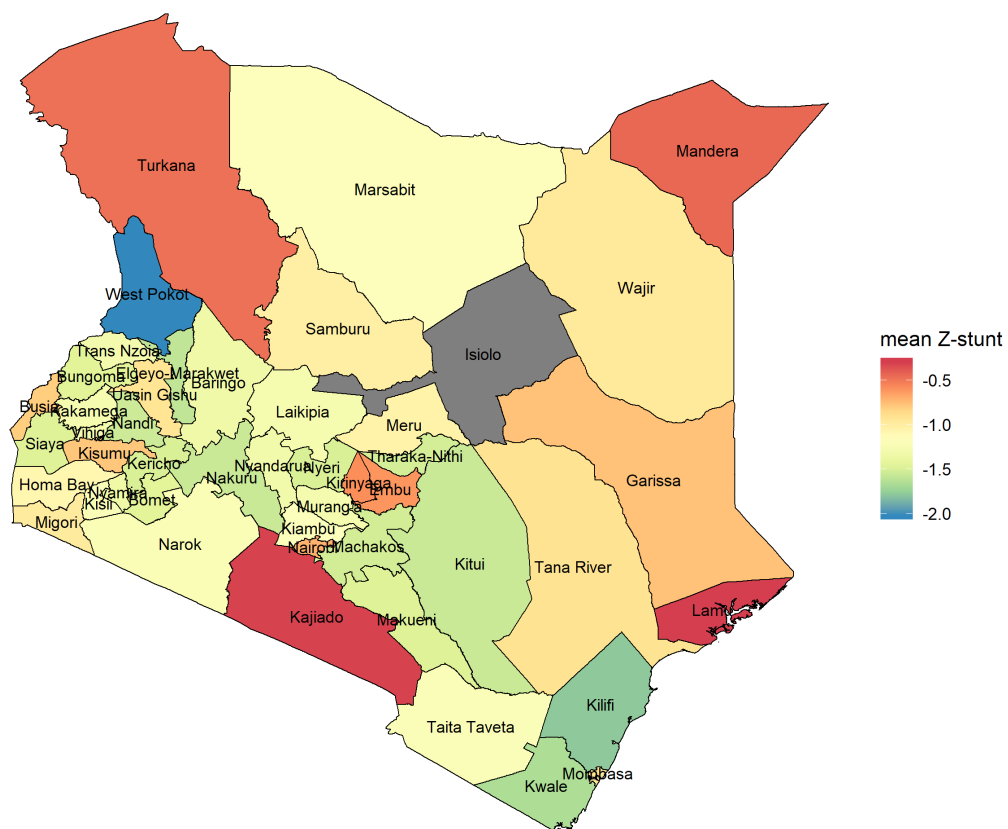 Turkana
Mandera
Marsabit
Wajir
West Pokot
Samburu
Isiolo
Trans Nzoia
Elgeyo-Marakwet
Bungoma
Baringo
Uasin Gishu
Busia
Kakamega
Laikipia
Nandi
Meru
Vihiga
Siaya
Kisumu
Tharaka-Nithi
Kericho
Nyandarua
Nyeri
Nakuru
Kirinyaga
Embu
Garissa
Homa Bay
Nyamira
Bomet
Kisii
Muranga
Migori
Kiambu
Narok
Nairobi
Machakos
Kitui
Tana River
Lamu
Kajiado
Makueni
Kilifi
Taita Taveta
Mombasa
Kwale
mean Z-stunt
-0.5
-1.0
-1.5
-2.0